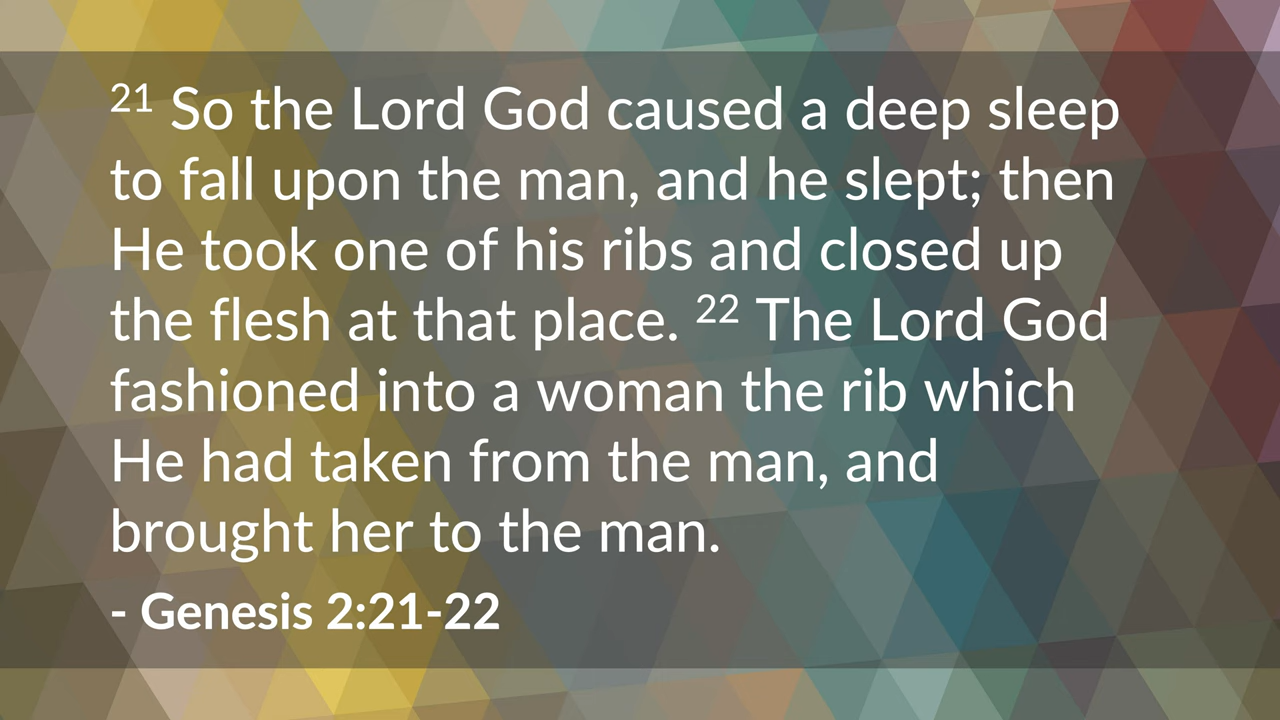 21 So the Lord God caused a deep sleep
to fall upon the man, and he slept; then
He took one of his ribs and closed up
the flesh at that place. 22 The Lord God
fashioned into a woman the rib which
He had taken from the man, and
brought her to the man.
- Genesis 2:21-22